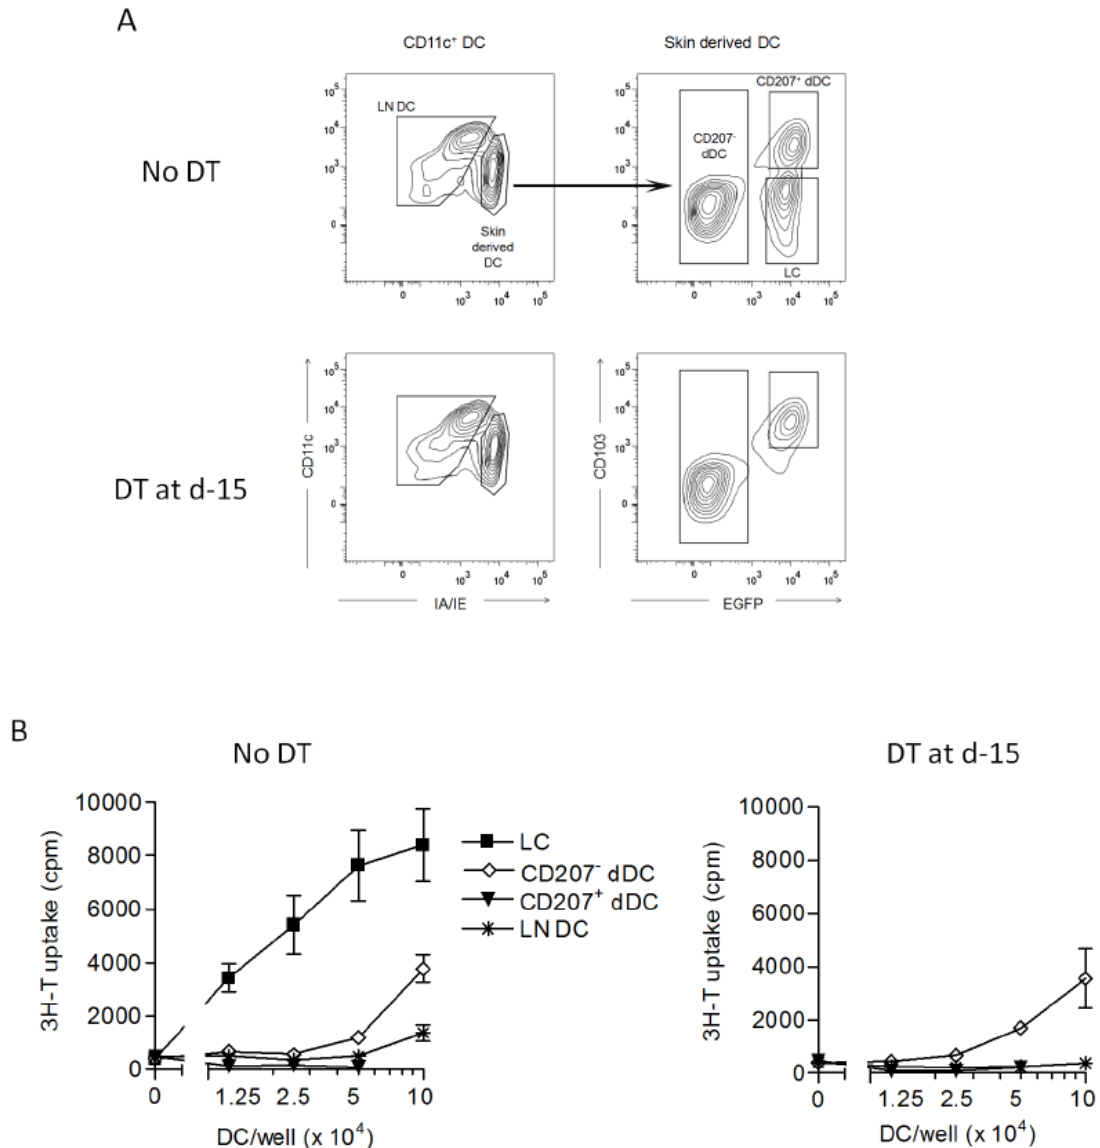 A
CD11c⁺ DC
Skin derived DC
No DT
10⁵
10⁴
10³
0
LN DC
Skin
derived
DC
0
10³
10⁴
10⁵
10⁵
10⁴
10³
0
CD207⁺ dDC
CD207⁻
dDC
LC
0
10³
10⁴
10⁵
DT at d-15
CD11c
10⁵
10⁴
10³
0
0
10³
10⁴
10⁵
IA/IE
CD103
10⁵
10⁴
10³
0
0
10³
10⁴
10⁵
EGFP
B
No DT
3H-T uptake (cpm)
10000
8000
6000
4000
2000
0
0
1.25
2.5
5
10
DC/well (x 10⁴)
LC
CD207⁻ dDC
CD207⁺ dDC
LN DC
DT at d-15
3H-T uptake (cpm)
10000
8000
6000
4000
2000
0
0
1.25
2.5
5
10
DC/well (x 10⁴)